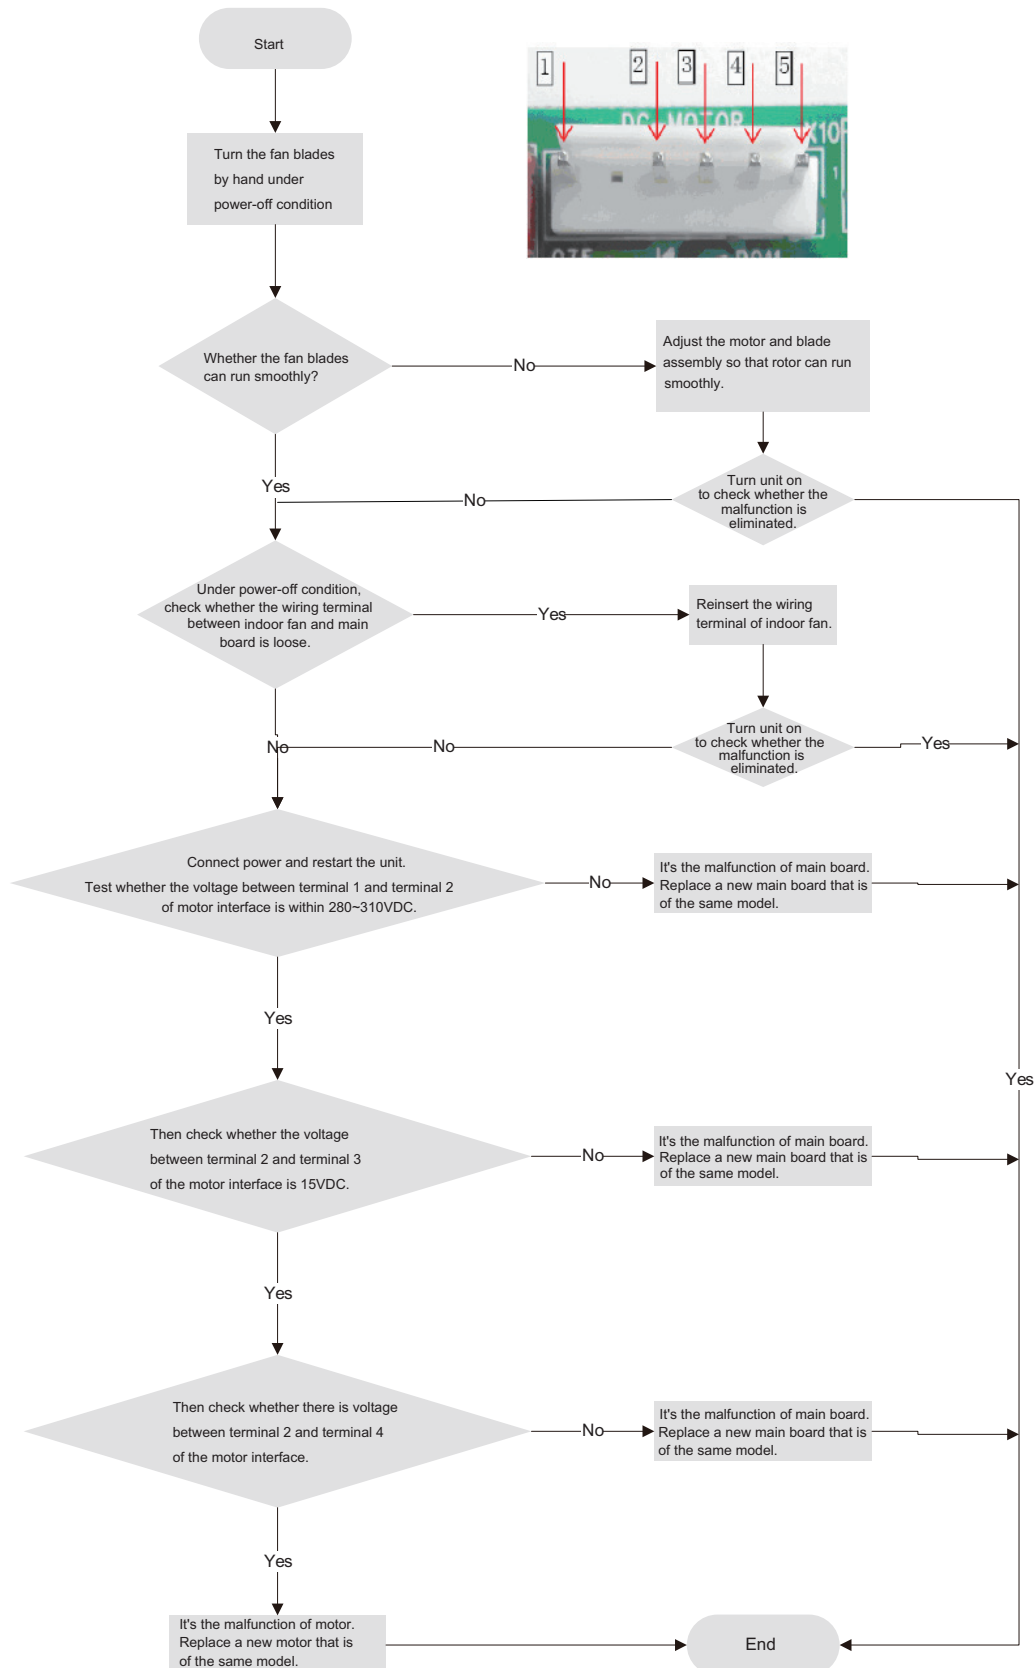 Start
1
2
3
4
5
DC MOTOR
1
Turn the fan blades
by hand under
power-off condition
Whether the fan blades
can run smoothly?
No
Adjust the motor and blade
assembly so that rotor can run
smoothly.
Yes
No
Turn unit on
to check whether the
malfunction is
eliminated.
Under power-off condition,
check whether the wiring terminal
between indoor fan and main
board is loose.
Yes
Reinsert the wiring
terminal of indoor fan.
No
No
Turn unit on
to check whether the
malfunction is
eliminated.
Yes
Connect power and restart the unit.
Test whether the voltage between terminal 1 and terminal 2
of motor interface is within 280~310VDC.
No
It's the malfunction of main board.
Replace a new main board that is
of the same model.
Yes
Yes
Then check whether the voltage
between terminal 2 and terminal 3
of the motor interface is 15VDC.
No
It's the malfunction of main board.
Replace a new main board that is
of the same model.
Yes
Then check whether there is voltage
between terminal 2 and terminal 4
of the motor interface.
No
It's the malfunction of main board.
Replace a new main board that is
of the same model.
Yes
It's the malfunction of motor.
Replace a new motor that is
of the same model.
End